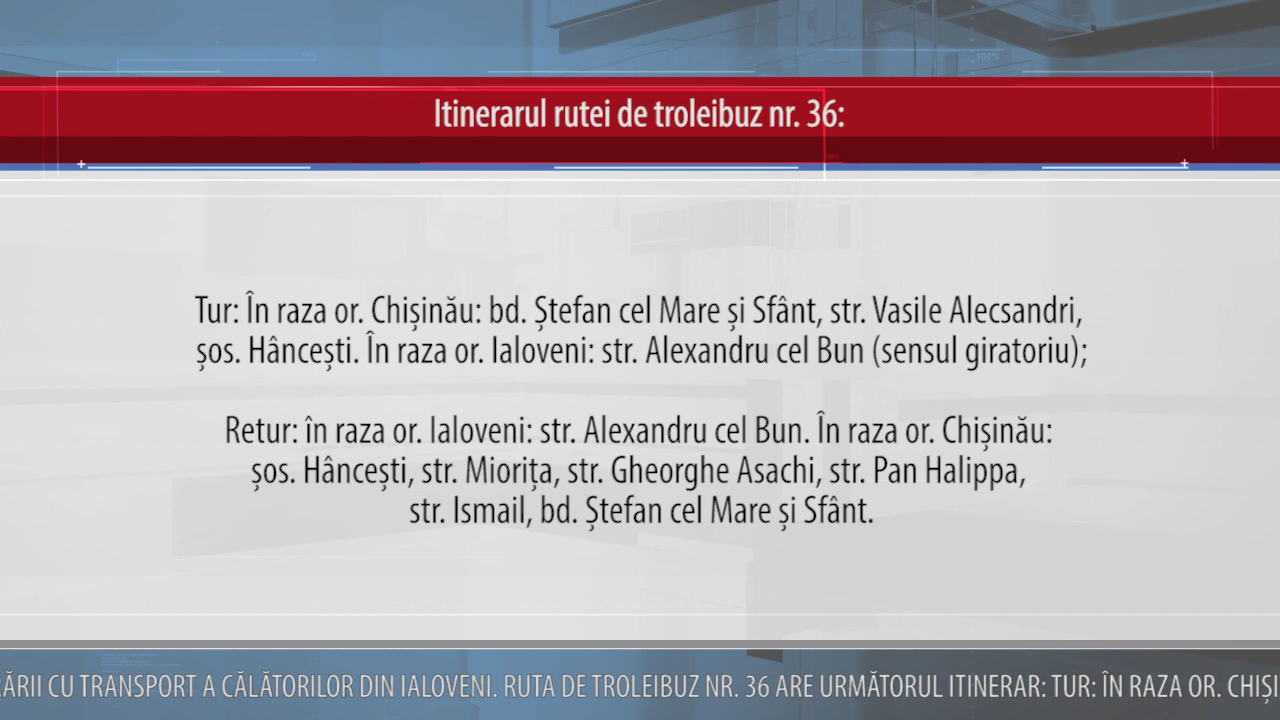 Itinerarul rutei de troleibuz nr. 36:
Tur: În raza or. Chișinău: bd. Ștefan cel Mare și Sfânt, str. Vasile Alecsandri,
șos. Hâncești. În raza or. Ialoveni: str. Alexandru cel Bun (sensul giratoriu);
Retur: în raza or. Ialoveni: str. Alexandru cel Bun. În raza or. Chișinău:
șos. Hâncești, str. Miorița, str. Gheorghe Asachi, str. Pan Halippa,
str. Ismail, bd. Ștefan cel Mare și Sfânt.
CU TRANSPORT A CĂLĂTORILOR DIN IALOVENI. RUTA DE TROLEIBUZ NR. 36 ARE URMĂTORUL ITINERAR: TUR: ÎN RAZA OR. CHIȘI